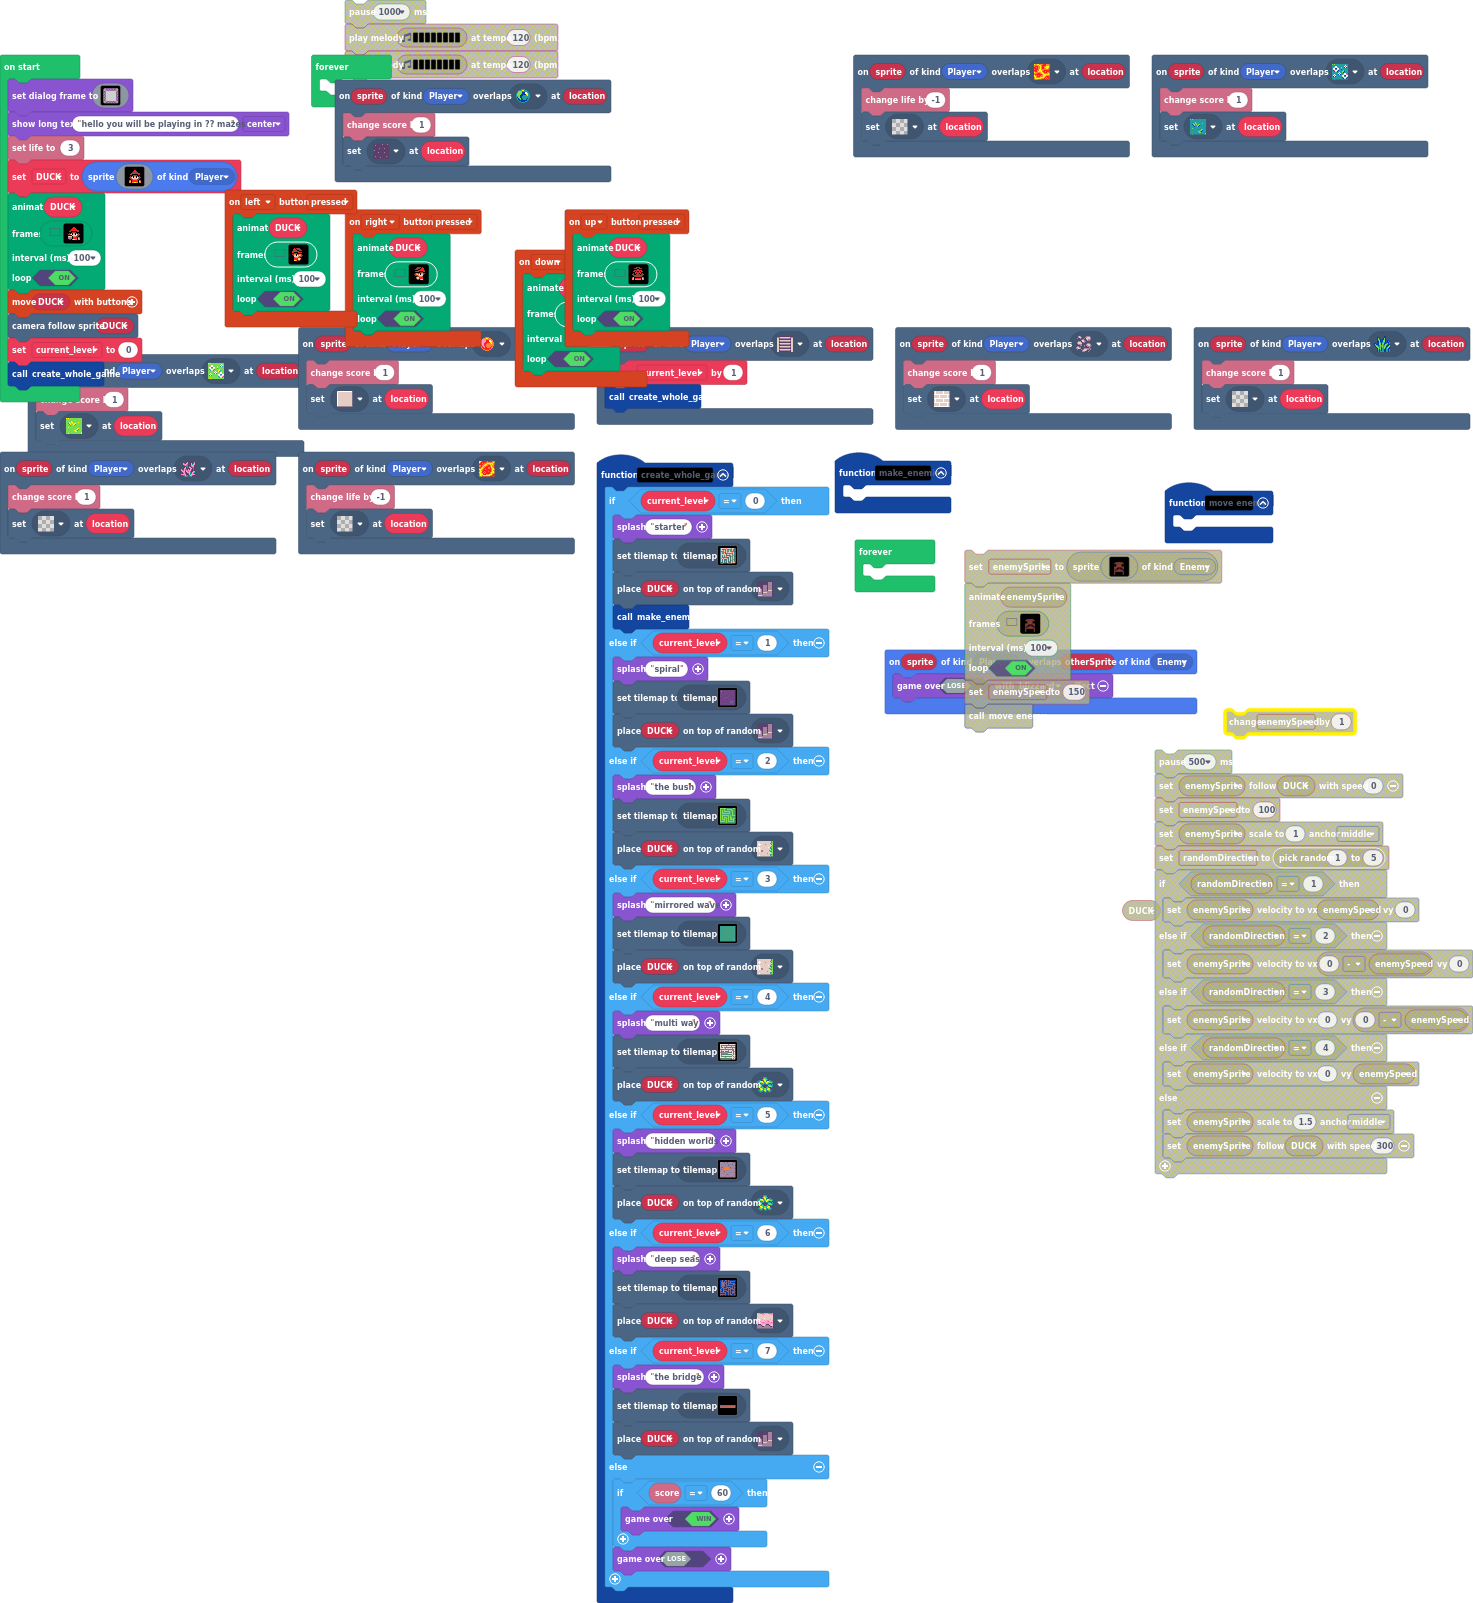 pause 1000 ms
play melody at temp 120 (bpm
dy at temp 120 (bpm
on start
set dialog frame to
show long te "hello you will be playing in ?? maze center
set life to 3
set DUCK to sprite of kind Player
animat DUCK
frame
interval (ms) 100
loop ON
move DUCK with button
camera follow sprite DUCK
set current_level to 0
call create_whole_game
forever
on sprite of kind Player overlaps at location
change score 1
set at location
on sprite of kind Player overlaps at location
change life by -1
set at location
on sprite of kind Player overlaps at location
change score 1
set at location
on left button pressed
animat DUCK
frame
interval (ms) 100
loop ON
on right button pressed
animate DUCK
frame
interval (ms) 100
loop ON
on down
animate
frame
interval
loop ON
on up button pressed
animate DUCK
frame
interval (ms) 100
loop ON
nd Player overlaps at location
change score 1
set at location
on sprite
change score 1
set at location
Player overlaps at location
current_level by 1
call create_whole_ga
on sprite of kind Player overlaps at location
change score 1
set at location
on sprite of kind Player overlaps at location
change score 1
set at location
on sprite of kind Player overlaps at location
change score 1
set at location
on sprite of kind Player overlaps at location
change life by -1
set at location
function create_whole_ga
if current_level = 0 then
splash "starter"
set tilemap to tilemap
place DUCK on top of random
call make_enem
else if current_level = 1 then
splash "spiral"
set tilemap to tilemap
place DUCK on top of random
else if current_level = 2 then
splash "the bush
set tilemap to tilemap
place DUCK on top of random
else if current_level = 3 then
splash "mirrored wav
set tilemap to tilemap
place DUCK on top of random
else if current_level = 4 then
splash "multi way
set tilemap to tilemap
place DUCK on top of random
else if current_level = 5 then
splash "hidden world
set tilemap to tilemap
place DUCK on top of random
else if current_level = 6 then
splash "deep seas
set tilemap to tilemap
place DUCK on top of random
else if current_level = 7 then
splash "the bridge
set tilemap to tilemap
place DUCK on top of random
else
if score = 60 then
game over WIN
game over LOSE
function make_enem
function move ene
forever
set enemySprite to sprite of kind Enemy
animate enemySprite
frames
interval (ms) 100
loop ON
set enemySpeed to 150
call move ene
on sprite of kind overlaps otherSprite of kind Enemy
game over LOSE
change enemySpeed by 1
pause 500 ms
set enemySprite follow DUCK with spee 0
set enemySpeed to 100
set enemySprite scale to 1 anchor middle
set randomDirection to pick rando 1 to 5
if randomDirection = 1 then
DUCK
set enemySprite velocity to vx enemySpeed vy 0
else if randomDirection = 2 then
set enemySprite velocity to vx 0 - enemySpeed vy 0
else if randomDirection = 3 then
set enemySprite velocity to vx 0 vy 0 - enemySpeed
else if randomDirection = 4 then
set enemySprite velocity to vx 0 vy enemySpeed
else
set enemySprite scale to 1.5 anchor middle
set enemySprite follow DUCK with spee 300